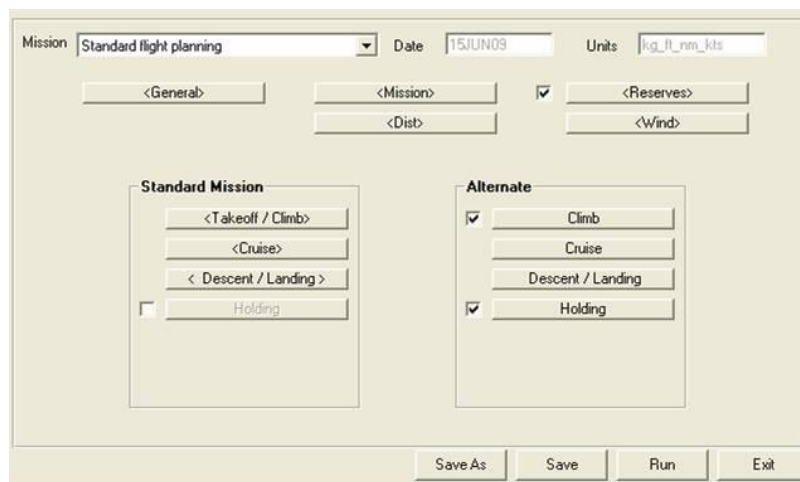 Mission Standard flight planning Date 15JUN09 Units kg_ft_nm_kts
<General> <Mission> <Reserves>
<Dist> <Wind>
Standard Mission Alternate
<Takeoff / Climb> Climb
<Cruise> Cruise
< Descent / Landing > Descent / Landing
Holding Holding
Save As Save Run Exit